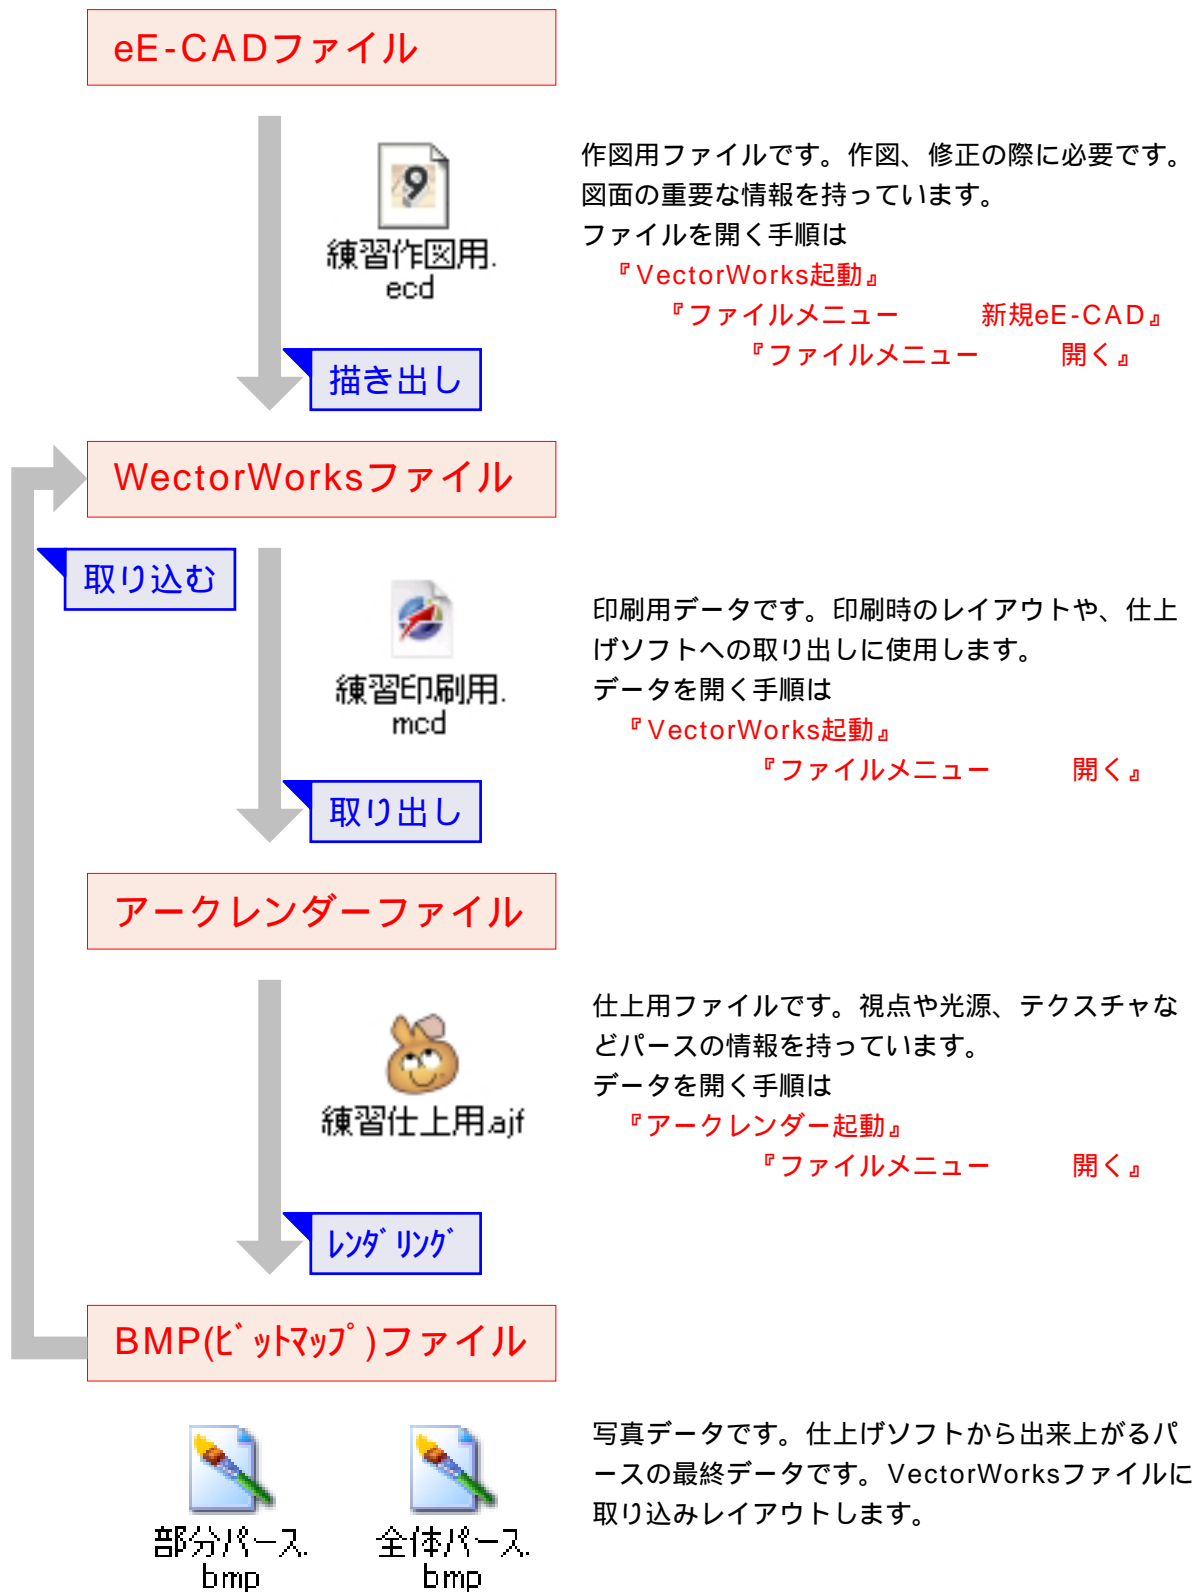 eE-CADファイル
作図用ファイルです。作図、修正の際に必要です。
図面の重要な情報を持っています。
ファイルを開く手順は
『VectorWorks起動』
『ファイルメニュー　　新規eE-CAD』
『ファイルメニュー　　開く』
練習作図用.
ecd
描き出し
WectorWorksファイル
取り込む
印刷用データです。印刷時のレイアウトや、仕上
げソフトへの取り出しに使用します。
データを開く手順は
『VectorWorks起動』
『ファイルメニュー　　開く』
練習印刷用.
mcd
取り出し
アークレンダーファイル
仕上用ファイルです。視点や光源、テクスチャな
どパースの情報を持っています。
データを開く手順は
『アークレンダー起動』
『ファイルメニュー　　開く』
練習仕上用.ajf
ﾚﾝﾀﾞﾘﾝｸﾞ
BMP(ﾋﾞｯﾄﾏｯﾌﾟ)ファイル
写真データです。仕上げソフトから出来上がるパ
ースの最終データです。VectorWorksファイルに
取り込みレイアウトします。
部分パース.
bmp
全体パース.
bmp